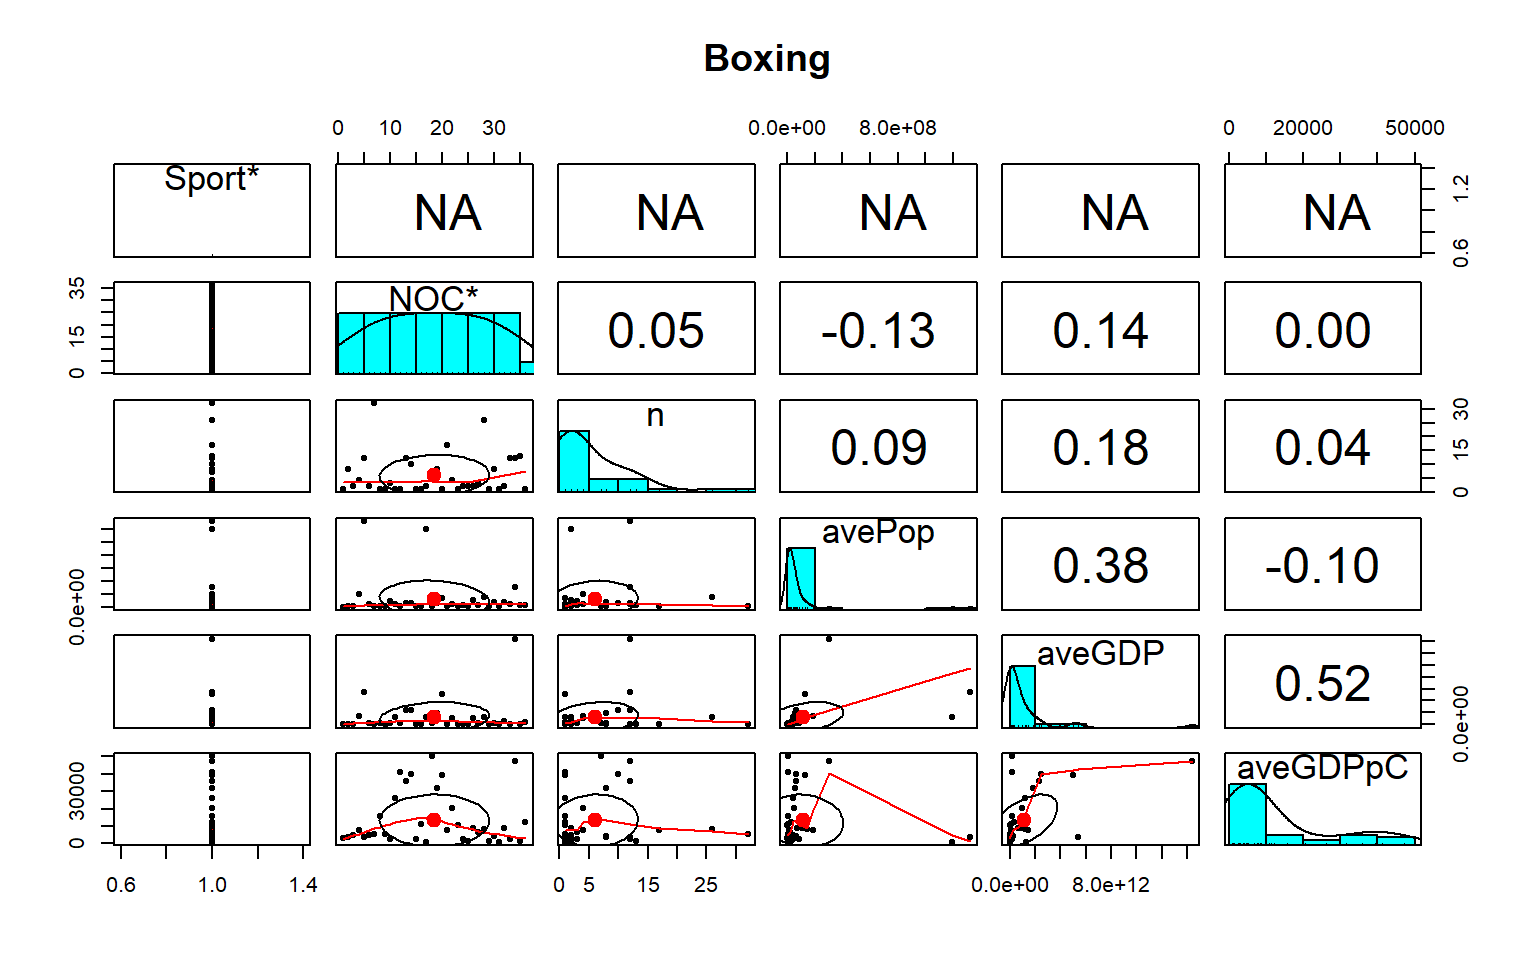 Boxing
0 10 20 30 0.0e+00 8.0e+08 0 20000 50000
Sport* NA NA NA NA NA 0.6 1.2
0 15 35 NOC* 0.05 -0.13 0.14 0.00
n 0.09 0.18 0.04 0 15 30
0.0e+00 avePop 0.38 -0.10
aveGDP 0.52 0.0e+00
0 30000 aveGDPpC
0.6 1.0 1.4 0 5 15 25 0.0e+00 8.0e+12